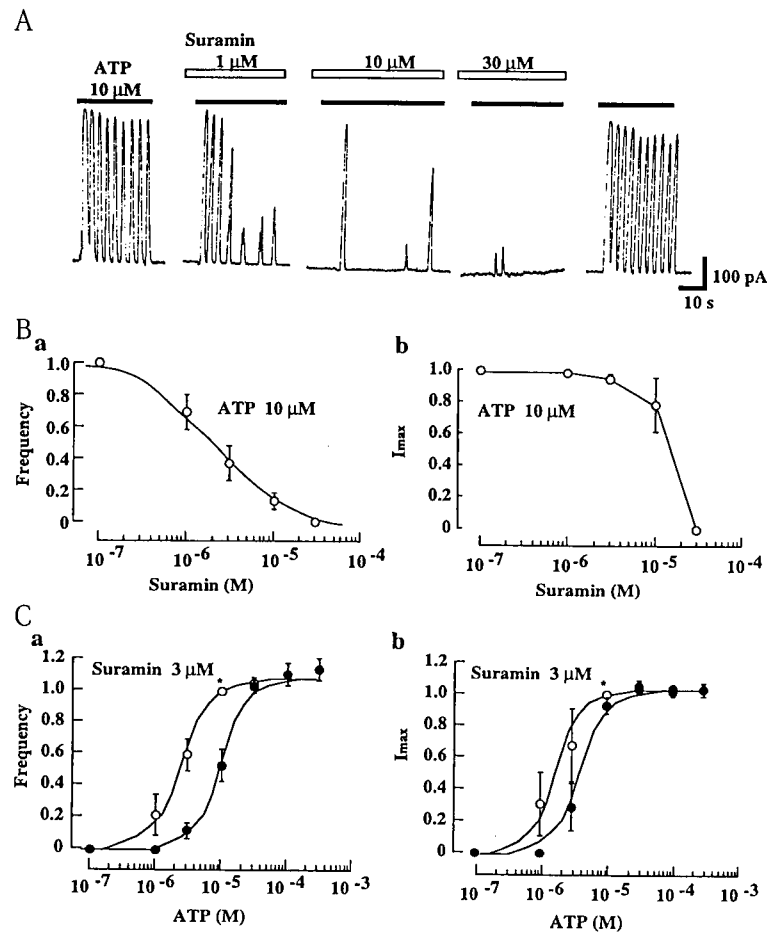 A
Suramin
ATP 1 μM 10 μM 30 μM
10 μM
100 pA
10 s
B
a b
1.0 1.0
0.8 0.8
0.6 ATP 10 μM 0.6 ATP 10 μM
0.4 0.4
0.2 0.2
0 0
Frequency Imax
10-7 10-6 10-5 10-4 10-7 10-6 10-5 10-4
Suramin (M) Suramin (M)
C
a b
1.2 Suramin 3 μM 1.2 Suramin 3 μM
1.0 * 1.0 *
0.8 0.8
0.6 0.6
0.4 0.4
0.2 0.2
0 0
Frequency Imax
10-7 10-6 10-5 10-4 10-3 10-7 10-6 10-5 10-4 10-3
ATP (M) ATP (M)